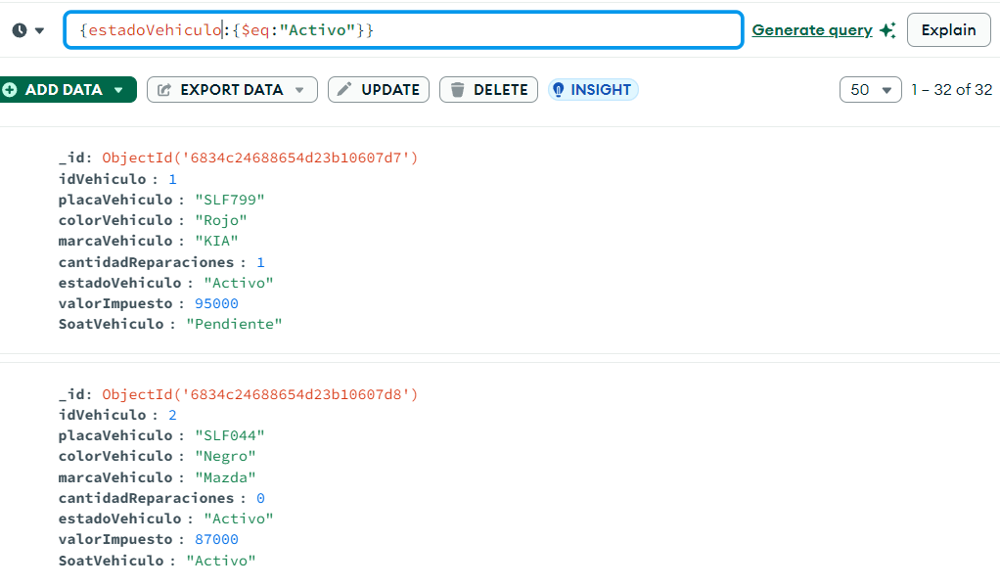 {estadoVehiculo:{$eq:"Activo"}}
Generate query
Explain
ADD DATA
EXPORT DATA
UPDATE
DELETE
INSIGHT
50
1 – 32 of 32
_id: ObjectId('6834c24688654d23b10607d7')
idVehiculo : 1
placaVehiculo : "SLF799"
colorVehiculo : "Rojo"
marcaVehiculo : "KIA"
cantidadReparaciones : 1
estadoVehiculo : "Activo"
valorImpuesto : 95000
SoatVehiculo : "Pendiente"
_id: ObjectId('6834c24688654d23b10607d8')
idVehiculo : 2
placaVehiculo : "SLF044"
colorVehiculo : "Negro"
marcaVehiculo : "Mazda"
cantidadReparaciones : 0
estadoVehiculo : "Activo"
valorImpuesto : 87000
SoatVehiculo : "Activo"